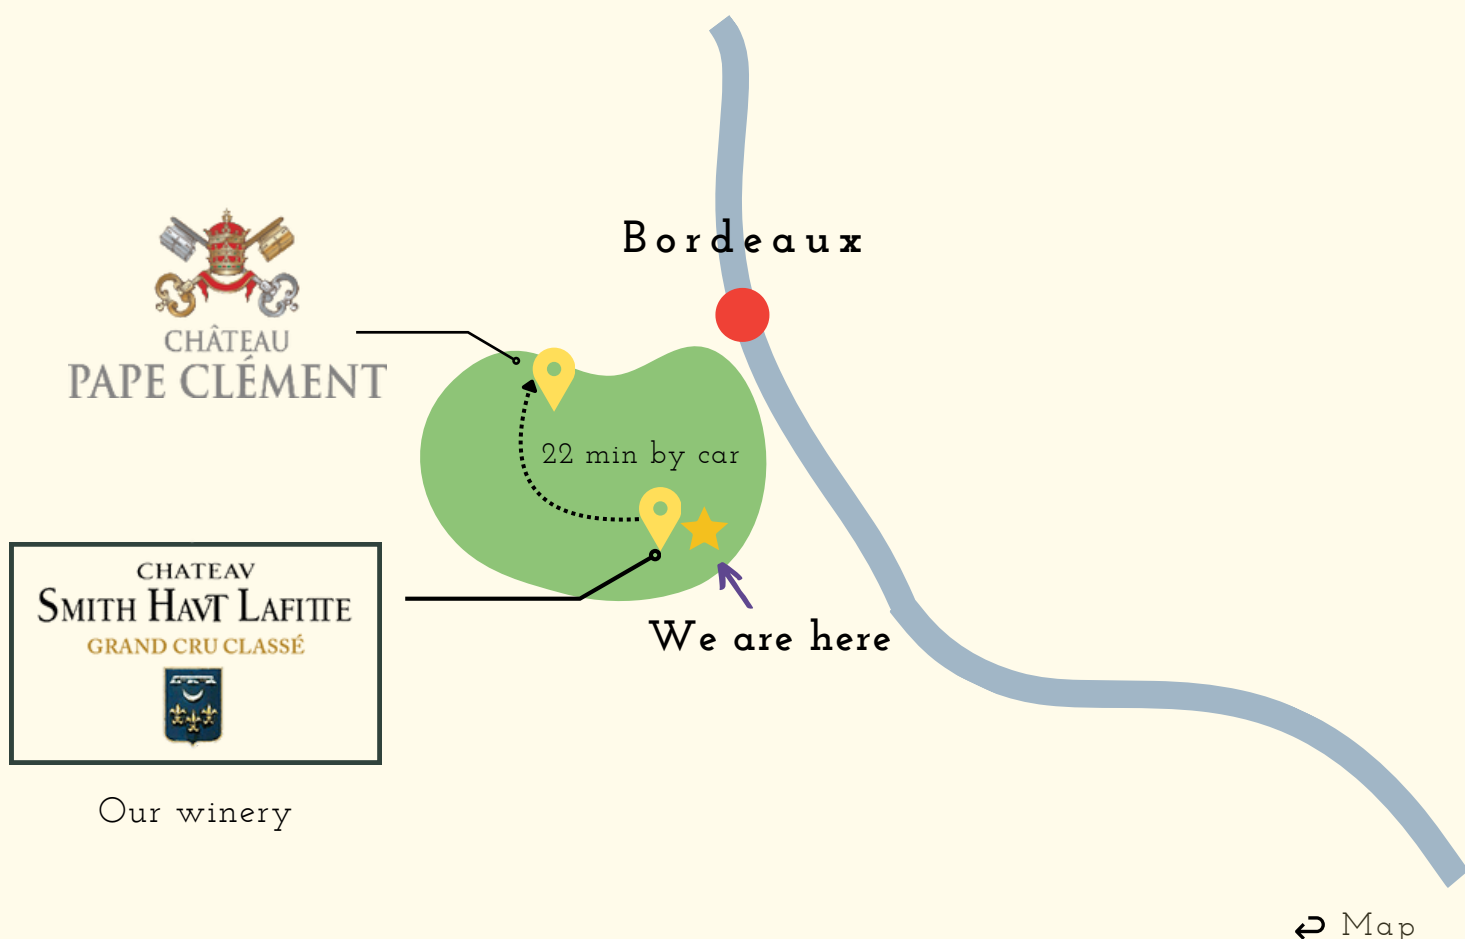 Bordeaux
CHÂTEAU
PAPE CLÉMENT
22 min by car
CHATEAV
SMITH HAVT LAFITTE
GRAND CRU CLASSÉ
We are here
Our winery
Map